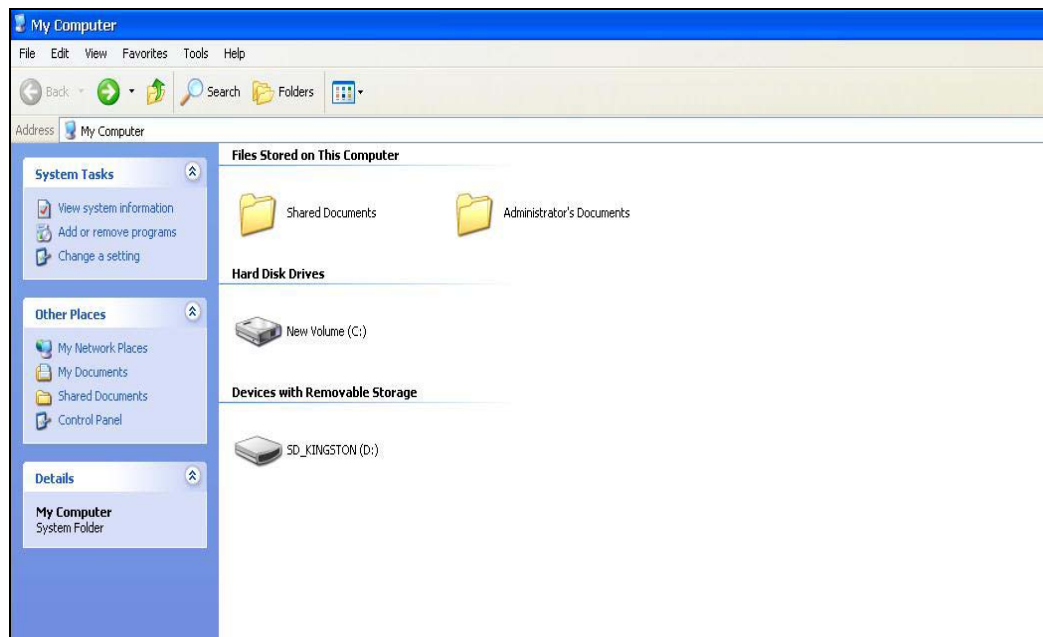 My Computer
File Edit View Favorites Tools Help
Back Search Folders
Address My Computer
System Tasks
View system information
Add or remove programs
Change a setting
Other Places
My Network Places
My Documents
Shared Documents
Control Panel
Details
My Computer
System Folder
Files Stored on This Computer
Shared Documents Administrator's Documents
Hard Disk Drives
New Volume (C:)
Devices with Removable Storage
SD_KINGSTON (D:)